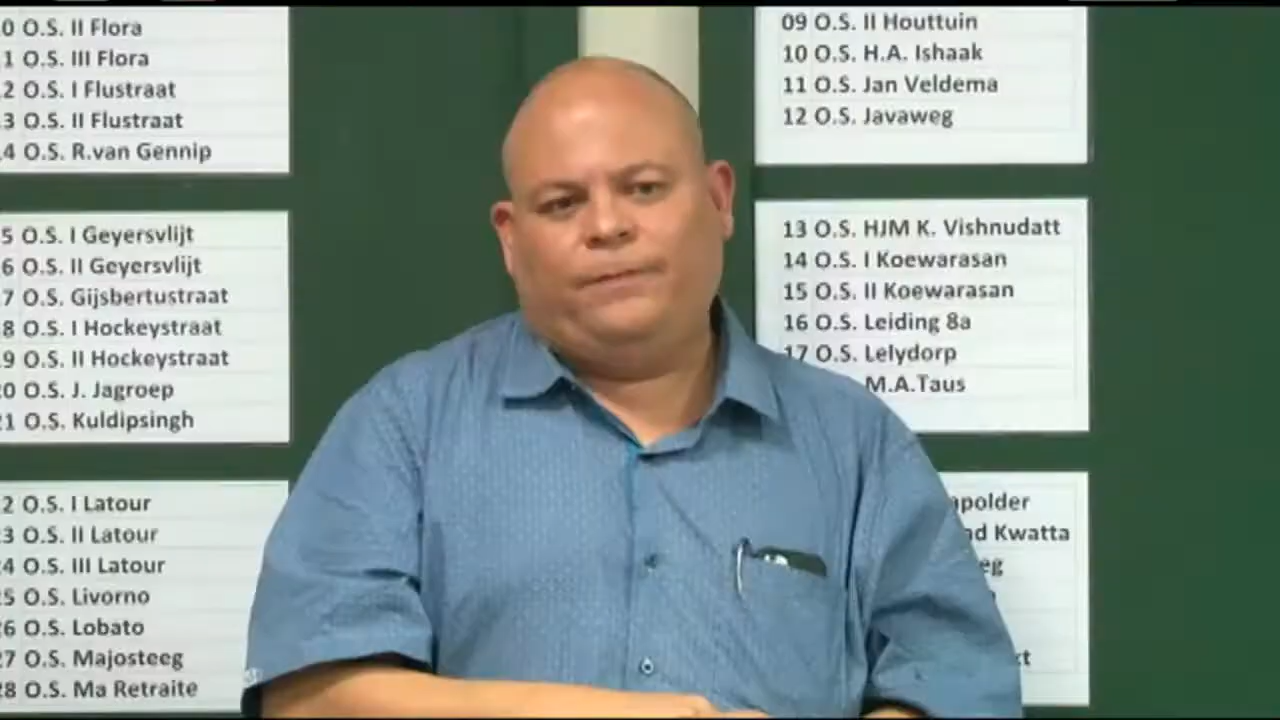 0 O.S. II Flora
1 O.S. III Flora
2 O.S. I Flustraat
3 O.S. II Flustraat
4 O.S. R.van Gennip
5 O.S. I Geyersvlijt
6 O.S. II Geyersvlijt
7 O.S. Gijsbertustraat
8 O.S. I Hockeystraat
9 O.S. II Hockeystraat
20 O.S. J. Jagroep
21 O.S. Kuldipsingh
2 O.S. I Latour
3 O.S. II Latour
24 O.S. III Latour
25 O.S. Livorno
26 O.S. Lobato
27 O.S. Majosteeg
28 O.S. Ma Retraite
09 O.S. II Houttuin
10 O.S. H.A. Ishaak
11 O.S. Jan Veldema
12 O.S. Javaweg
13 O.S. HJM K. Vishnudatt
14 O.S. I Koewarasan
15 O.S. II Koewarasan
16 O.S. Leiding 8a
17 O.S. Lelydorp
M.A.Taus
apolder
ad Kwatta
eg